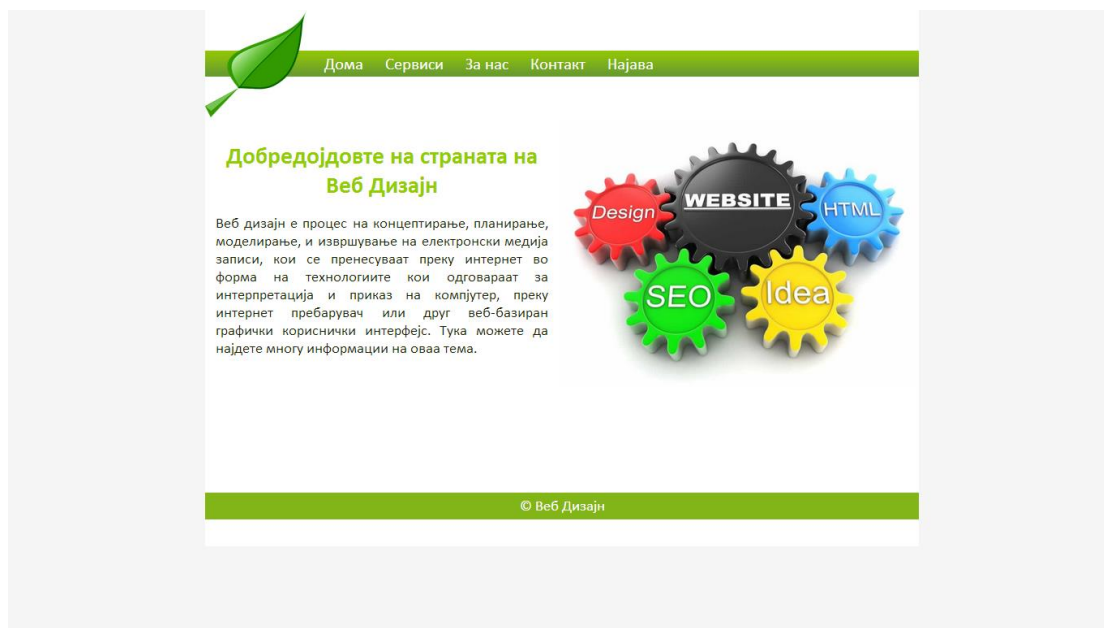 Дома Сервиси За нас Контакт Најава
Добредојдовте на страната на
Веб Дизајн
Веб дизајн е процес на концептирање, планирање,
моделирање, и извршување на електронски медија
записи, кои се пренесуваат преку интернет во
форма на технологиите кои одговараат за
интерпретација и приказ на компјутер, преку
интернет пребарувач или друг веб-базиран
графички кориснички интерфејс. Тука можете да
најдете многу информации на оваа тема.
Design
WEBSITE
HTML
SEO
Idea
© Веб Дизајн